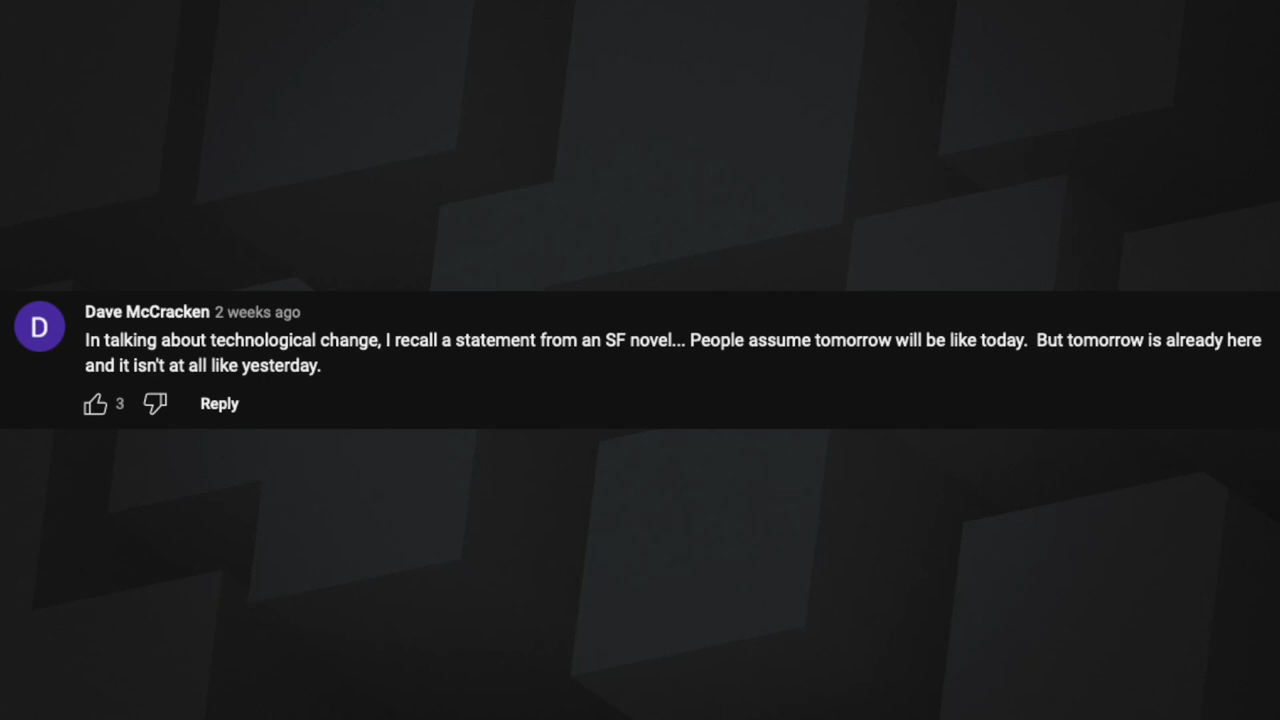 D
Dave McCracken 2 weeks ago
In talking about technological change, I recall a statement from an SF novel... People assume tomorrow will be like today.  But tomorrow is already here
and it isn't at all like yesterday.
3 Reply